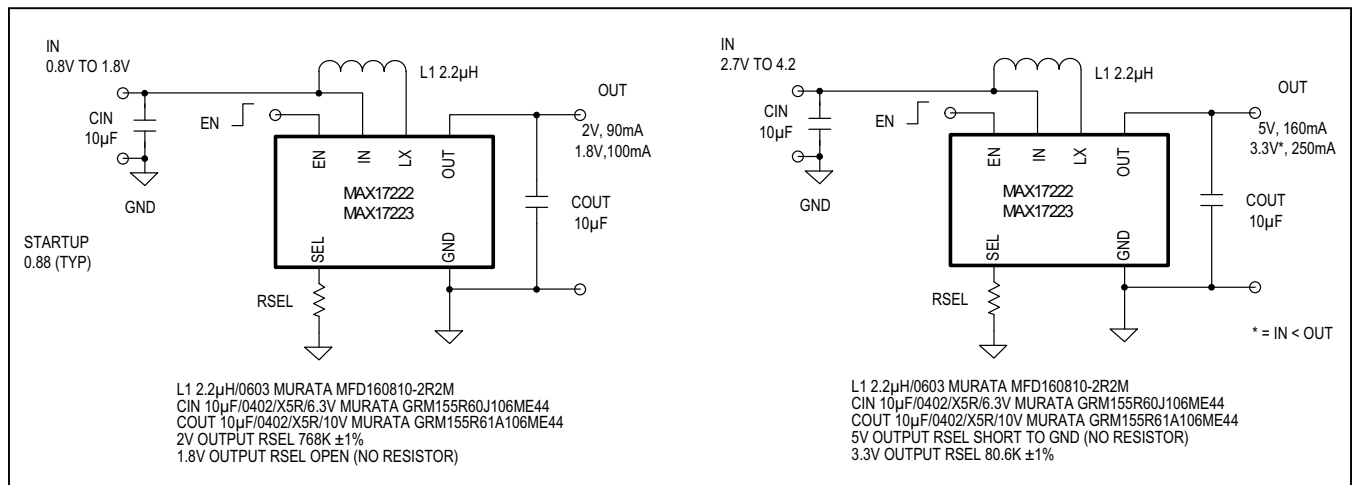 IN
0.8V TO 1.8V
L1 2.2µH
OUT
CIN
10µF
EN
2V, 90mA
1.8V,100mA
EN
IN
LX
OUT
MAX17222
MAX17223
COUT
10µF
GND
STARTUP
0.88 (TYP)
SEL
GND
RSEL
L1 2.2µH/0603 MURATA MFD160810-2R2M
CIN 10µF/0402/X5R/6.3V MURATA GRM155R60J106ME44
COUT 10µF/0402/X5R/10V MURATA GRM155R61A106ME44
2V OUTPUT RSEL 768K ±1%
1.8V OUTPUT RSEL OPEN (NO RESISTOR)
IN
2.7V TO 4.2
L1 2.2µH
OUT
CIN
10µF
EN
5V, 160mA
3.3V*, 250mA
EN
IN
LX
OUT
MAX17222
MAX17223
COUT
10µF
GND
SEL
GND
RSEL
* = IN < OUT
L1 2.2µH/0603 MURATA MFD160810-2R2M
CIN 10µF/0402/X5R/6.3V MURATA GRM155R60J106ME44
COUT 10µF/0402/X5R/10V MURATA GRM155R61A106ME44
5V OUTPUT RSEL SHORT TO GND (NO RESISTOR)
3.3V OUTPUT RSEL 80.6K ±1%